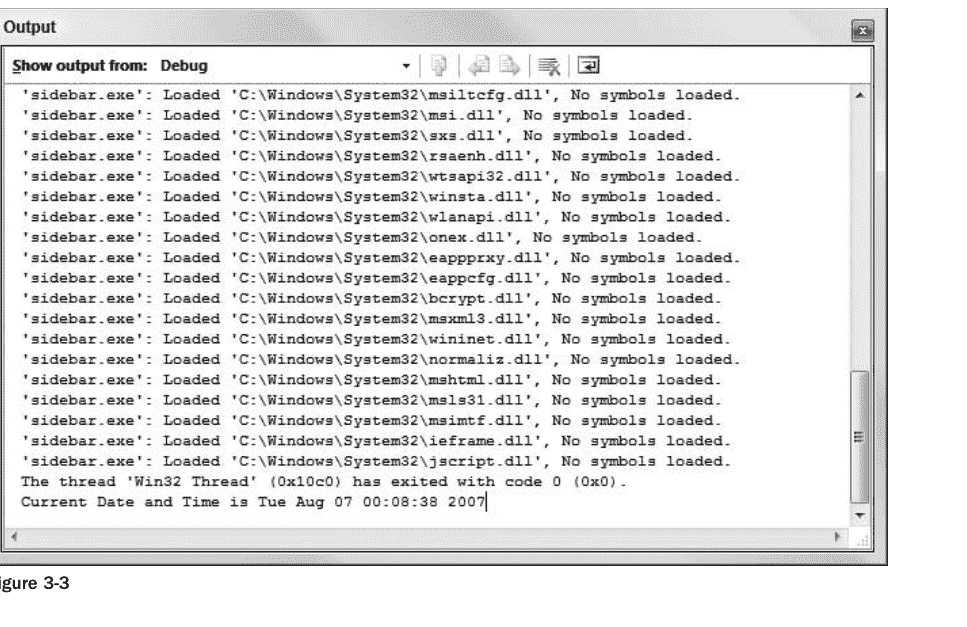 Output
Show output from: Debug
'sidebar.exe': Loaded 'C:\Windows\System32\msiltcfg.dll', No symbols loaded.
'sidebar.exe': Loaded 'C:\Windows\System32\msi.dll', No symbols loaded.
'sidebar.exe': Loaded 'C:\Windows\System32\sxs.dll', No symbols loaded.
'sidebar.exe': Loaded 'C:\Windows\System32\rsaenh.dll', No symbols loaded.
'sidebar.exe': Loaded 'C:\Windows\System32\wtsapi32.dll', No symbols loaded.
'sidebar.exe': Loaded 'C:\Windows\System32\winsta.dll', No symbols loaded.
'sidebar.exe': Loaded 'C:\Windows\System32\wlanapi.dll', No symbols loaded.
'sidebar.exe': Loaded 'C:\Windows\System32\onex.dll', No symbols loaded.
'sidebar.exe': Loaded 'C:\Windows\System32\eappprxy.dll', No symbols loaded.
'sidebar.exe': Loaded 'C:\Windows\System32\eappcfg.dll', No symbols loaded.
'sidebar.exe': Loaded 'C:\Windows\System32\bcrypt.dll', No symbols loaded.
'sidebar.exe': Loaded 'C:\Windows\System32\msxml3.dll', No symbols loaded.
'sidebar.exe': Loaded 'C:\Windows\System32\wininet.dll', No symbols loaded.
'sidebar.exe': Loaded 'C:\Windows\System32\normaliz.dll', No symbols loaded.
'sidebar.exe': Loaded 'C:\Windows\System32\mshtml.dll', No symbols loaded.
'sidebar.exe': Loaded 'C:\Windows\System32\msls31.dll', No symbols loaded.
'sidebar.exe': Loaded 'C:\Windows\System32\msimtf.dll', No symbols loaded.
'sidebar.exe': Loaded 'C:\Windows\System32\ieframe.dll', No symbols loaded.
'sidebar.exe': Loaded 'C:\Windows\System32\jscript.dll', No symbols loaded.
The thread 'Win32 Thread' (0x10c0) has exited with code 0 (0x0).
Current Date and Time is Tue Aug 07 00:08:38 2007
igure 3-3